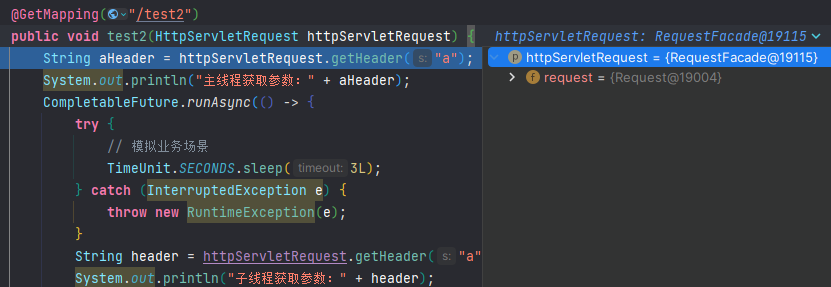 @GetMapping("/test2")
public void test2(HttpServletRequest httpServletRequest) {
httpServletRequest: RequestFacade@19115
String aHeader = httpServletRequest.getHeader( s: "a");
httpServletRequest = {RequestFacade@19115}
System.out.println("主线程获取参数：" + aHeader);
request = {Request@19004}
CompletableFuture.runAsync(() -> {
try {
// 模拟业务场景
TimeUnit.SECONDS.sleep( timeout: 3L);
} catch (InterruptedException e) {
throw new RuntimeException(e);
}
String header = httpServletRequest.getHeader( s: "a"
System.out.println("子线程获取参数：" + header);